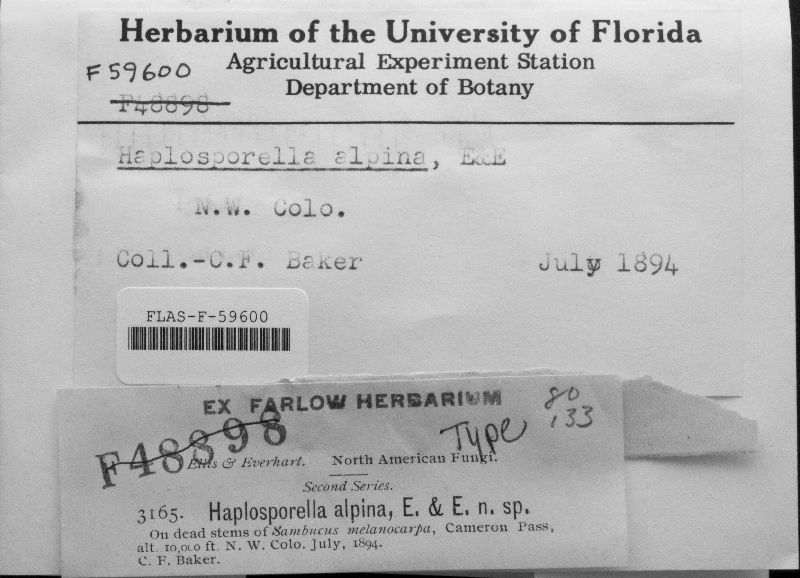 Herbarium of the University of Florida
Agricultural Experiment Station
Department of Botany
F59600
F48898
Haplosporella alpina, E&E
N.W. Colo.
Coll.-C.F. Baker July 1894
FLAS-F-59600
EX FARLOW HERBARIUM
80
133
Type
F48898
Ellis & Everhart. North American Fungi.
Second Series.
3165. Haplosporella alpina, E. & E. n. sp.
On dead stems of Sambucus melanocarpa, Cameron Pass,
alt. 10,000 ft. N. W. Colo. July, 1894.
C. F. Baker.